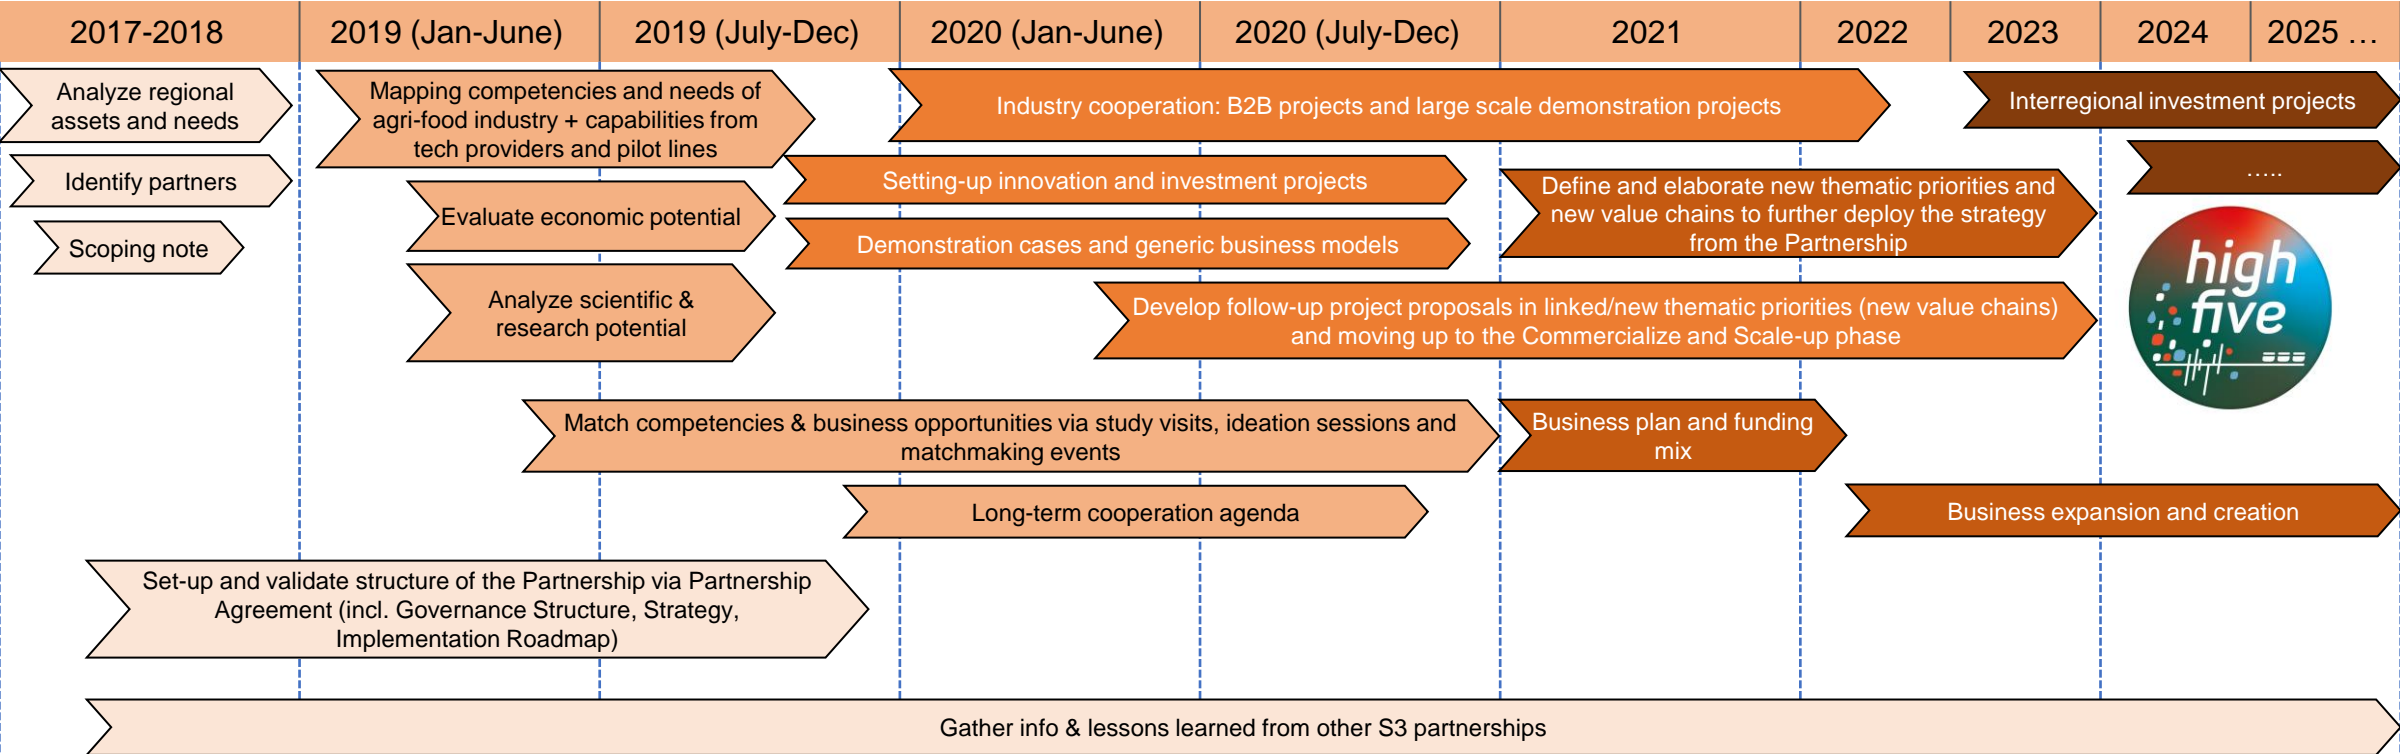 2017-2018
2019 (Jan-June)
2019 (July-Dec)
2020 (Jan-June)
2020 (July-Dec)
2021
2022
2023
2024
2025 …
Analyze regional
assets and needs
Identify partners
Scoping note
Mapping competencies and needs of
agri-food industry + capabilities from
tech providers and pilot lines
Evaluate economic potential
Analyze scientific &
research potential
Industry cooperation: B2B projects and large scale demonstration projects
Setting-up innovation and investment projects
Demonstration cases and generic business models
Interregional investment projects
…..
Define and elaborate new thematic priorities and
new value chains to further deploy the strategy
from the Partnership
high
five
Develop follow-up project proposals in linked/new thematic priorities (new value chains)
and moving up to the Commercialize and Scale-up phase
Match competencies & business opportunities via study visits, ideation sessions and
matchmaking events
Business plan and funding
mix
Long-term cooperation agenda
Business expansion and creation
Set-up and validate structure of the Partnership via Partnership
Agreement (incl. Governance Structure, Strategy,
Implementation Roadmap)
Gather info & lessons learned from other S3 partnerships